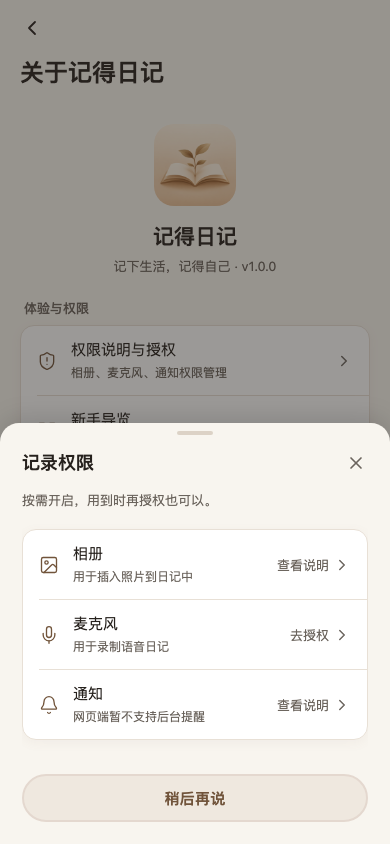 关于记得日记
记得日记
记下生活，记得自己 · v1.0.0
体验与权限
权限说明与授权
相册、麦克风、通知权限管理
新手导览
记录权限
按需开启，用到时再授权也可以。
相册
用于插入照片到日记中
查看说明
麦克风
用于录制语音日记
去授权
通知
网页端暂不支持后台提醒
查看说明
稍后再说